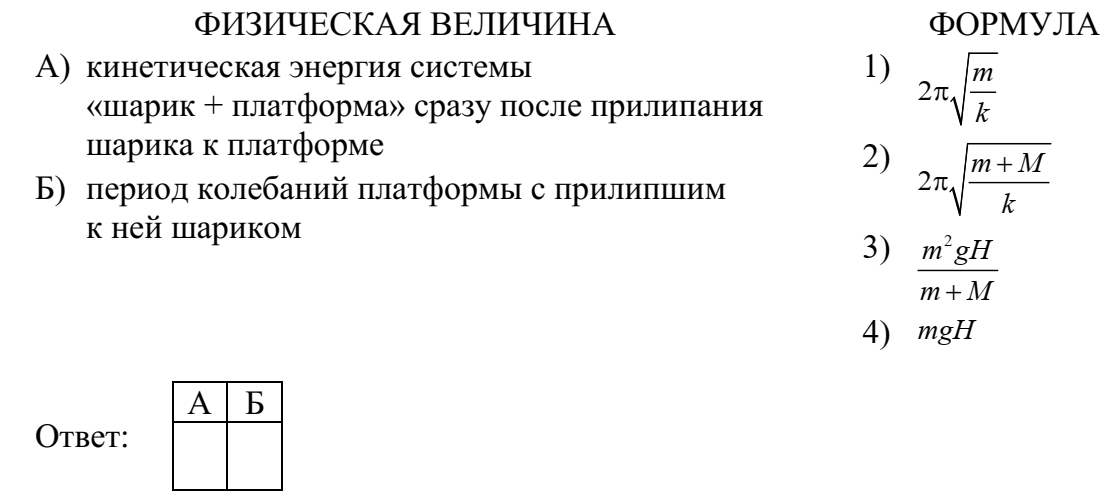 ФИЗИЧЕСКАЯ ВЕЛИЧИНА
А) кинетическая энергия системы
«шарик + платформа» сразу после прилипания
шарика к платформе
Б) период колебаний платформы с прилипшим
к ней шариком
ФОРМУЛА
1) 2π√(m/k)
2) 2π√((m + M)/k)
3) m²gH/(m + M)
4) mgH
Ответ:
А Б